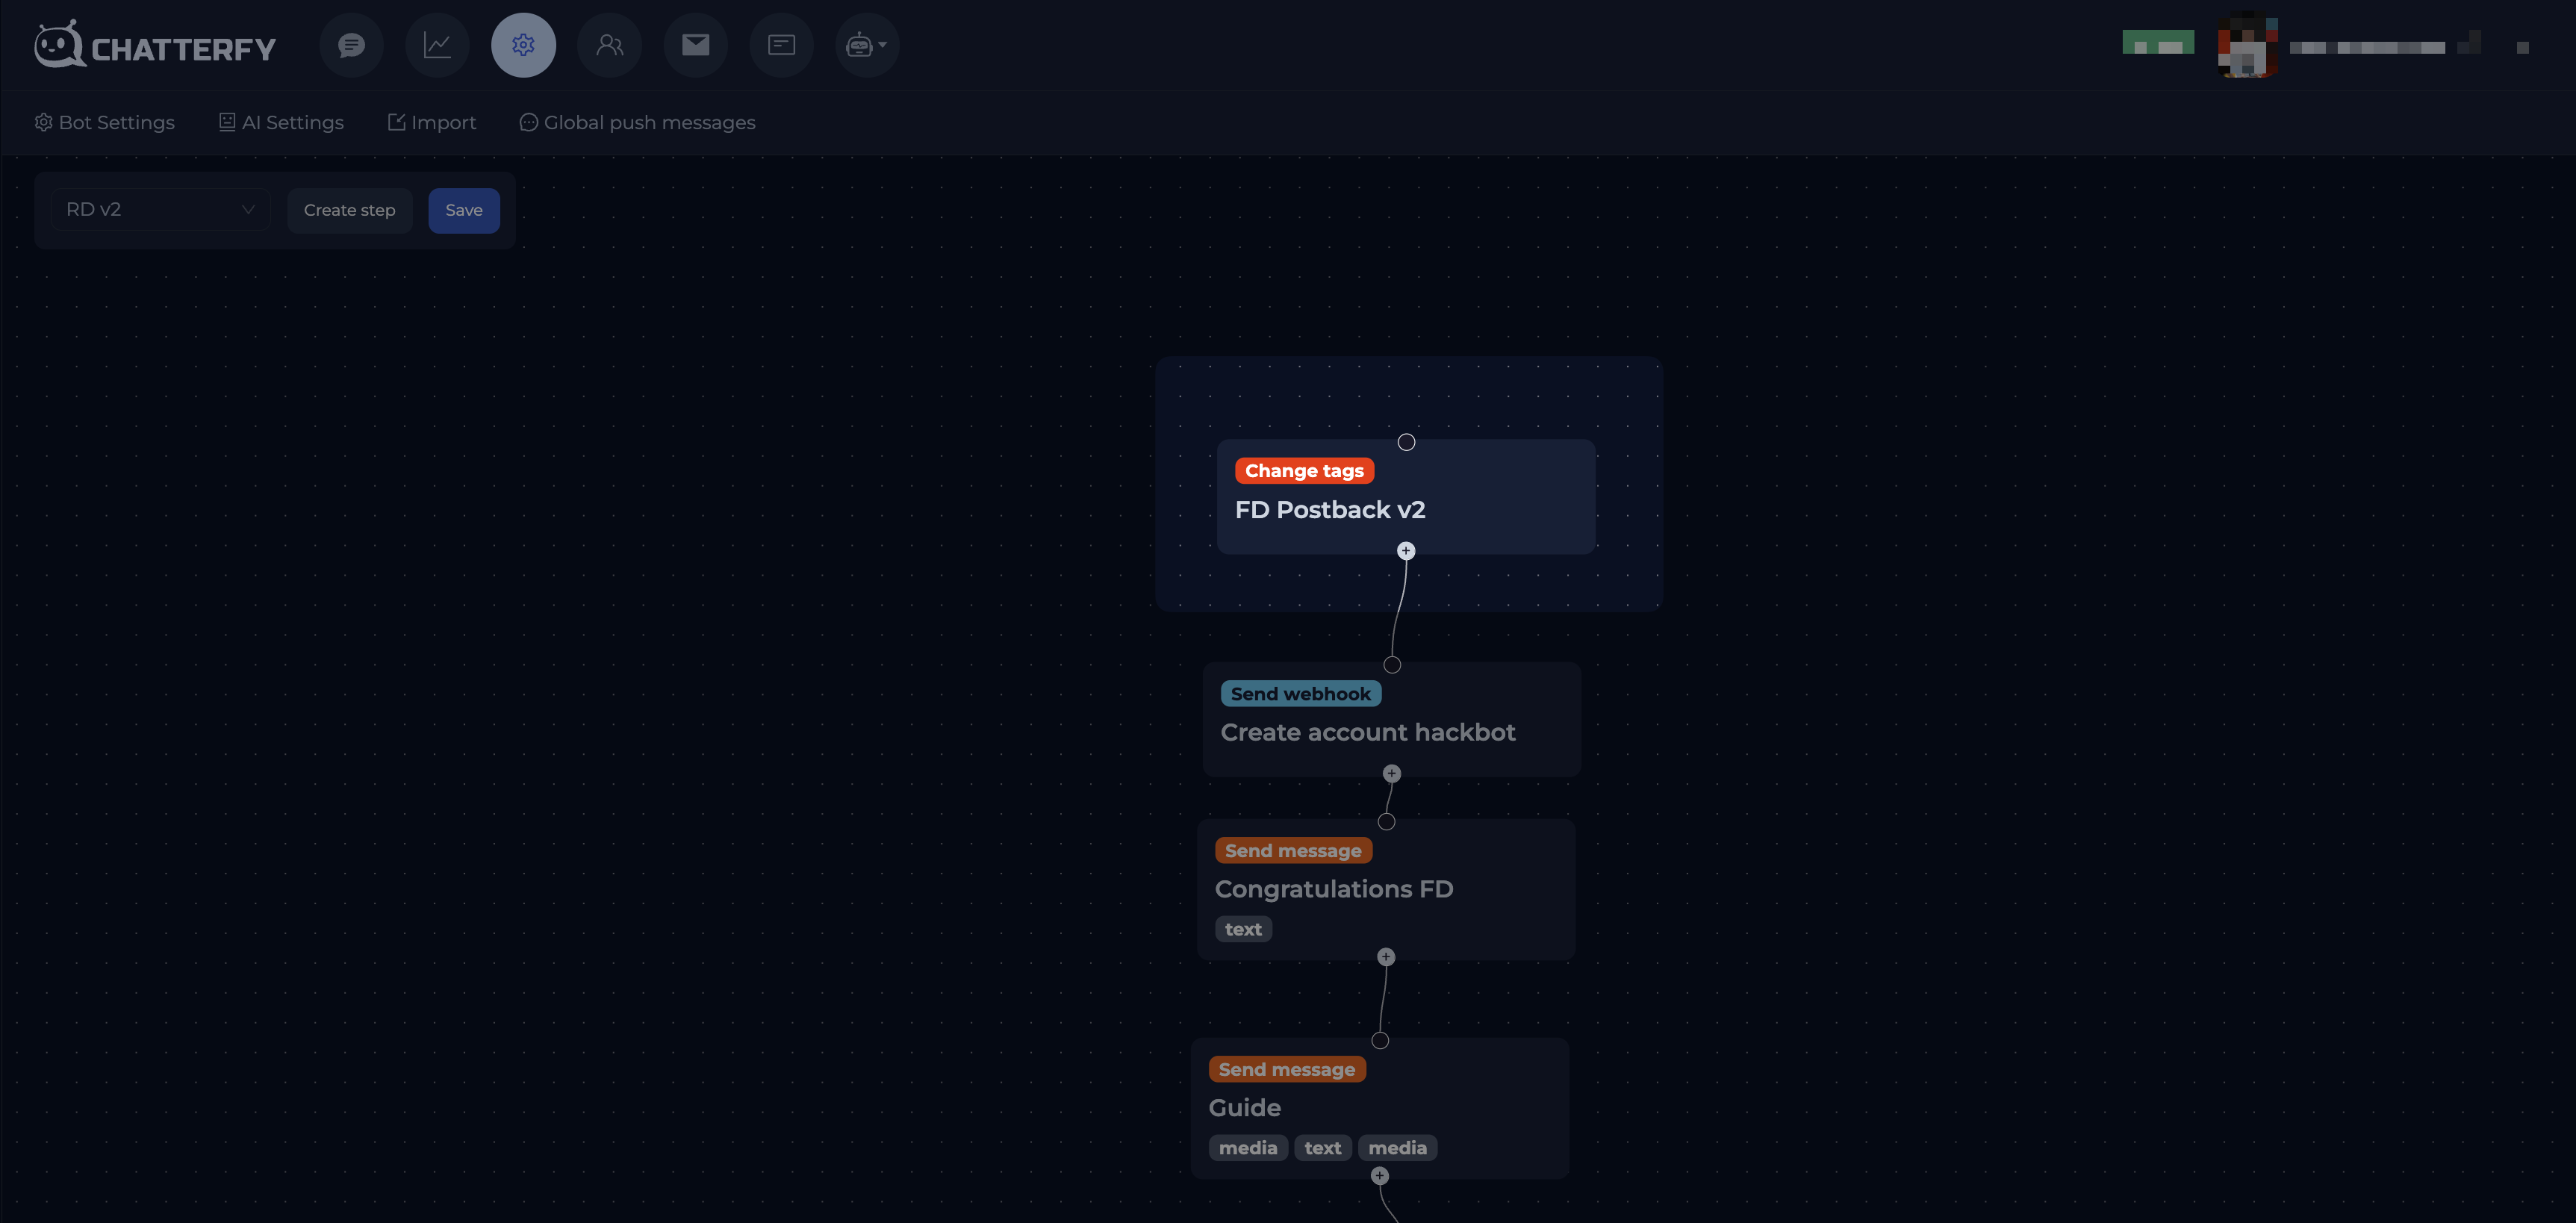 CHATTERFY
Bot Settings AI Settings Import Global push messages
RD v2 Create step Save
Change tags
FD Postback v2
Send webhook
Create account hackbot
Send message
Congratulations FD
text
Send message
Guide
media text media